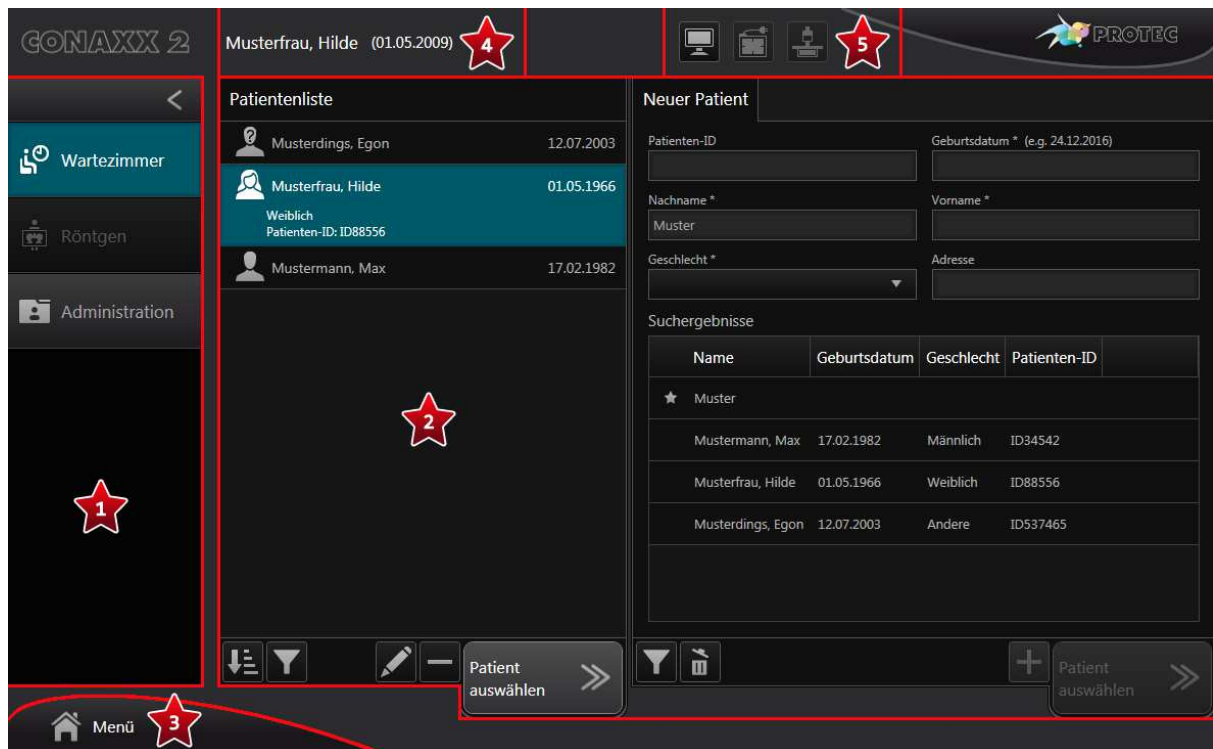 CONAXX 2
Musterfrau, Hilde (01.05.2009)
4
5
PROTEC
Wartezimmer
Röntgen
Administration
1
Patientenliste
Musterdings, Egon 12.07.2003
Musterfrau, Hilde 01.05.1966
Weiblich
Patienten-ID: ID88556
Mustermann, Max 17.02.1982
2
Patient
auswählen
Neuer Patient
Patienten-ID Geburtsdatum * (e.g. 24.12.2016)
Nachname * Vorname *
Muster
Geschlecht * Adresse
Suchergebnisse
Name Geburtsdatum Geschlecht Patienten-ID
Muster
Mustermann, Max 17.02.1982 Männlich ID34542
Musterfrau, Hilde 01.05.1966 Weiblich ID88556
Musterdings, Egon 12.07.2003 Andere ID537465
Patient
auswählen
Menü
3